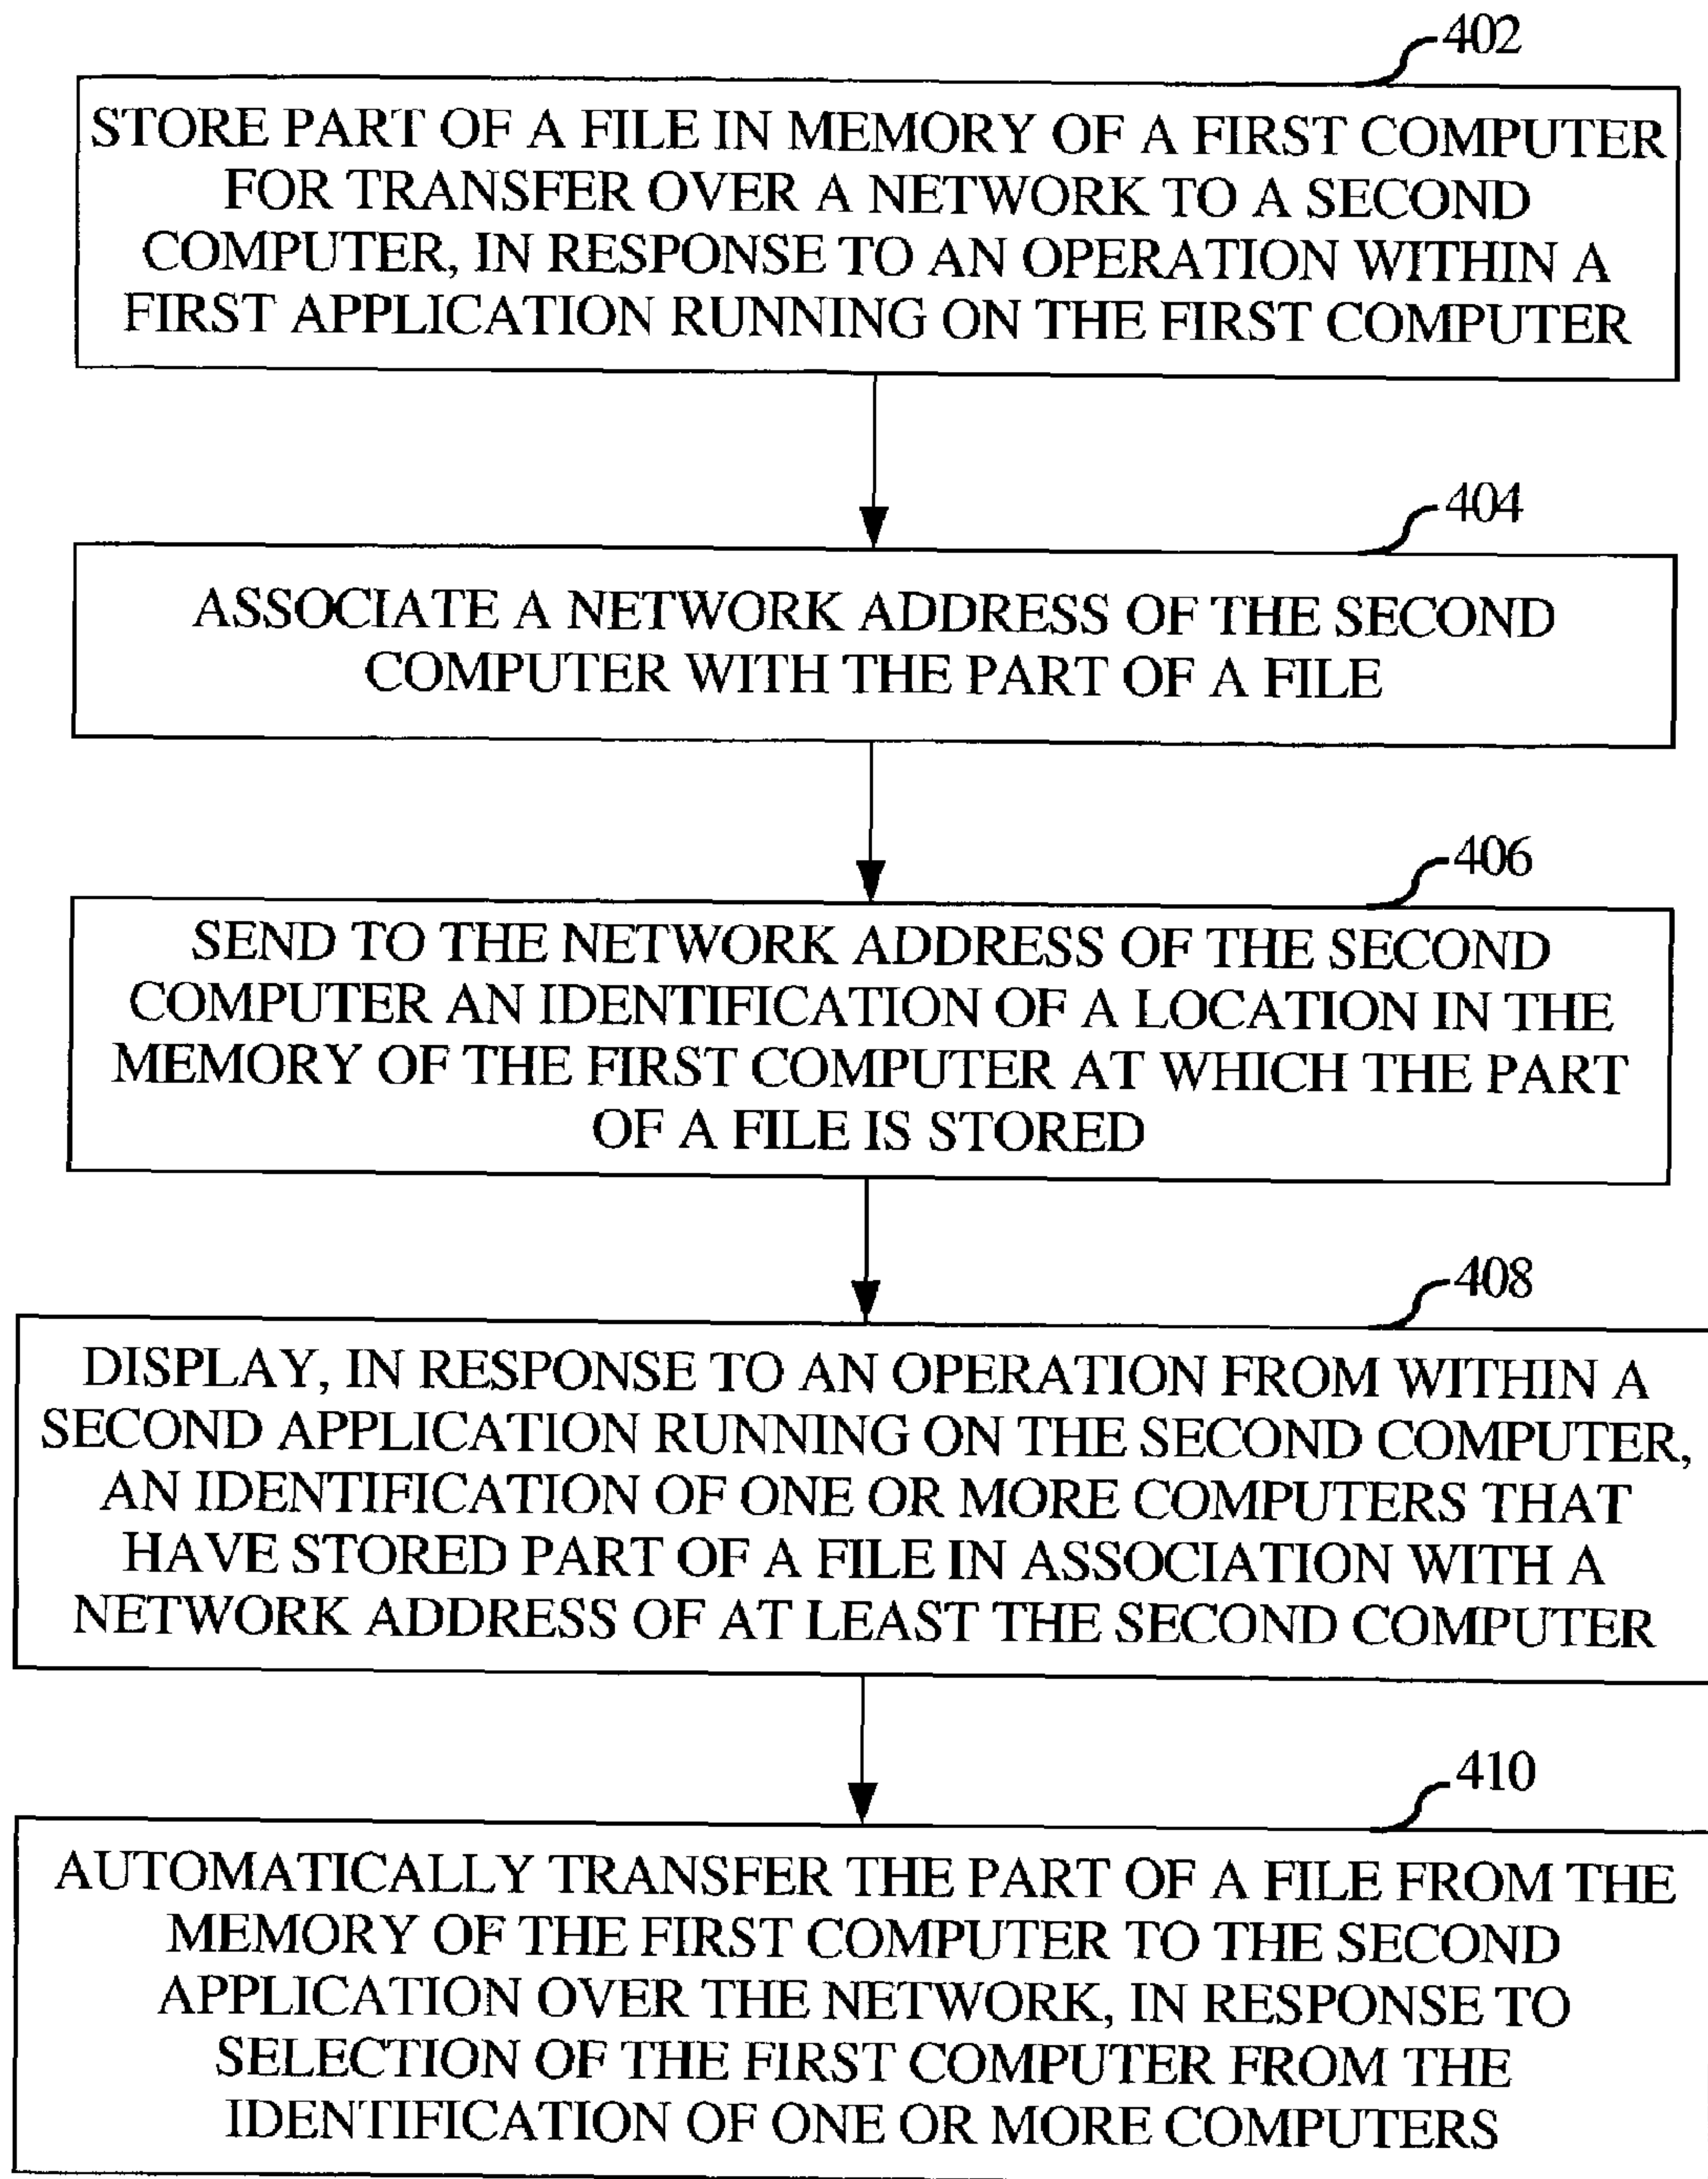 402
STORE PART OF A FILE IN MEMORY OF A FIRST COMPUTER
FOR TRANSFER OVER A NETWORK TO A SECOND
COMPUTER, IN RESPONSE TO AN OPERATION WITHIN A
FIRST APPLICATION RUNNING ON THE FIRST COMPUTER
404
ASSOCIATE A NETWORK ADDRESS OF THE SECOND
COMPUTER WITH THE PART OF A FILE
406
SEND TO THE NETWORK ADDRESS OF THE SECOND
COMPUTER AN IDENTIFICATION OF A LOCATION IN THE
MEMORY OF THE FIRST COMPUTER AT WHICH THE PART
OF A FILE IS STORED
408
DISPLAY, IN RESPONSE TO AN OPERATION FROM WITHIN A
SECOND APPLICATION RUNNING ON THE SECOND COMPUTER,
AN IDENTIFICATION OF ONE OR MORE COMPUTERS THAT
HAVE STORED PART OF A FILE IN ASSOCIATION WITH A
NETWORK ADDRESS OF AT LEAST THE SECOND COMPUTER
410
AUTOMATICALLY TRANSFER THE PART OF A FILE FROM THE
MEMORY OF THE FIRST COMPUTER TO THE SECOND
APPLICATION OVER THE NETWORK, IN RESPONSE TO
SELECTION OF THE FIRST COMPUTER FROM THE
IDENTIFICATION OF ONE OR MORE COMPUTERS